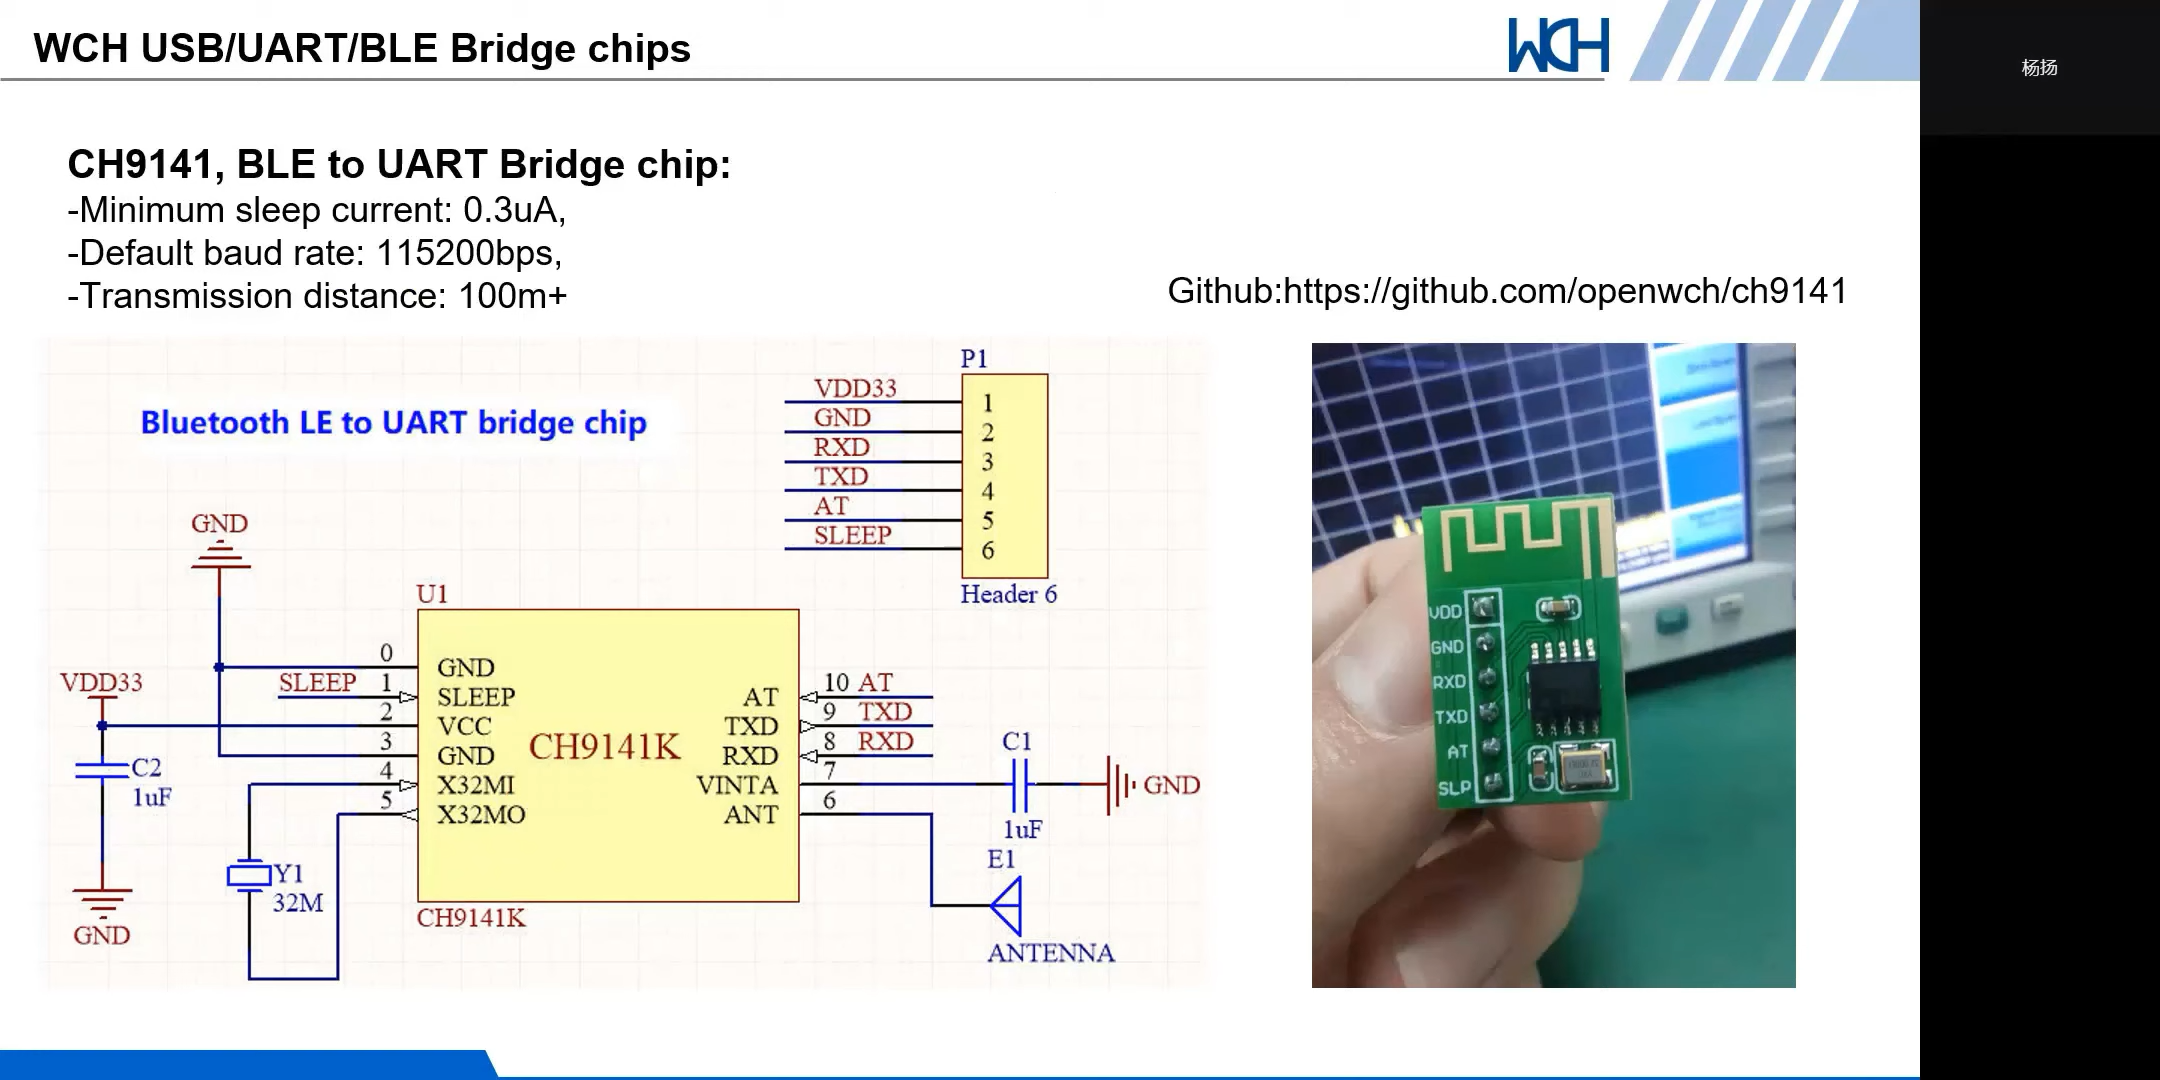 WCH USB/UART/BLE Bridge chips
WCH
杨扬
CH9141, BLE to UART Bridge chip:
-Minimum sleep current: 0.3uA,
-Default baud rate: 115200bps,
-Transmission distance: 100m+
Github:https://github.com/openwch/ch9141
Bluetooth LE to UART bridge chip
P1
VDD33 1
GND 2
RXD 3
TXD 4
AT 5
SLEEP 6
Header 6
GND
U1
0 GND
VDD33
SLEEP 1 SLEEP
2 VCC
3 GND
4 X32MI
5 X32MO
CH9141K
AT 10 AT
TXD 9 TXD
RXD 8 RXD
VINTA 7
ANT 6
C2
1uF
GND
Y1
32M
CH9141K
C1
1uF
GND
E1
ANTENNA
VDD
GND
RXD
TXD
AT
SLP